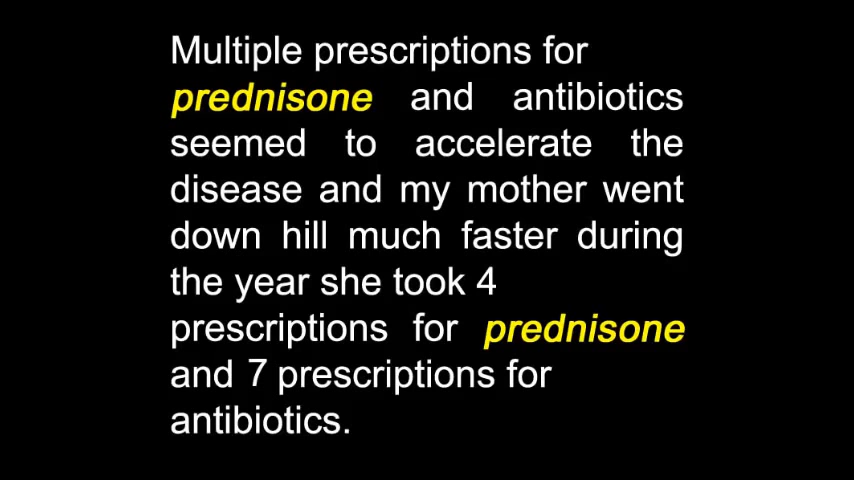 Multiple prescriptions for
prednisone and antibiotics
seemed to accelerate the
disease and my mother went
down hill much faster during
the year she took 4
prescriptions for prednisone
and 7 prescriptions for
antibiotics.